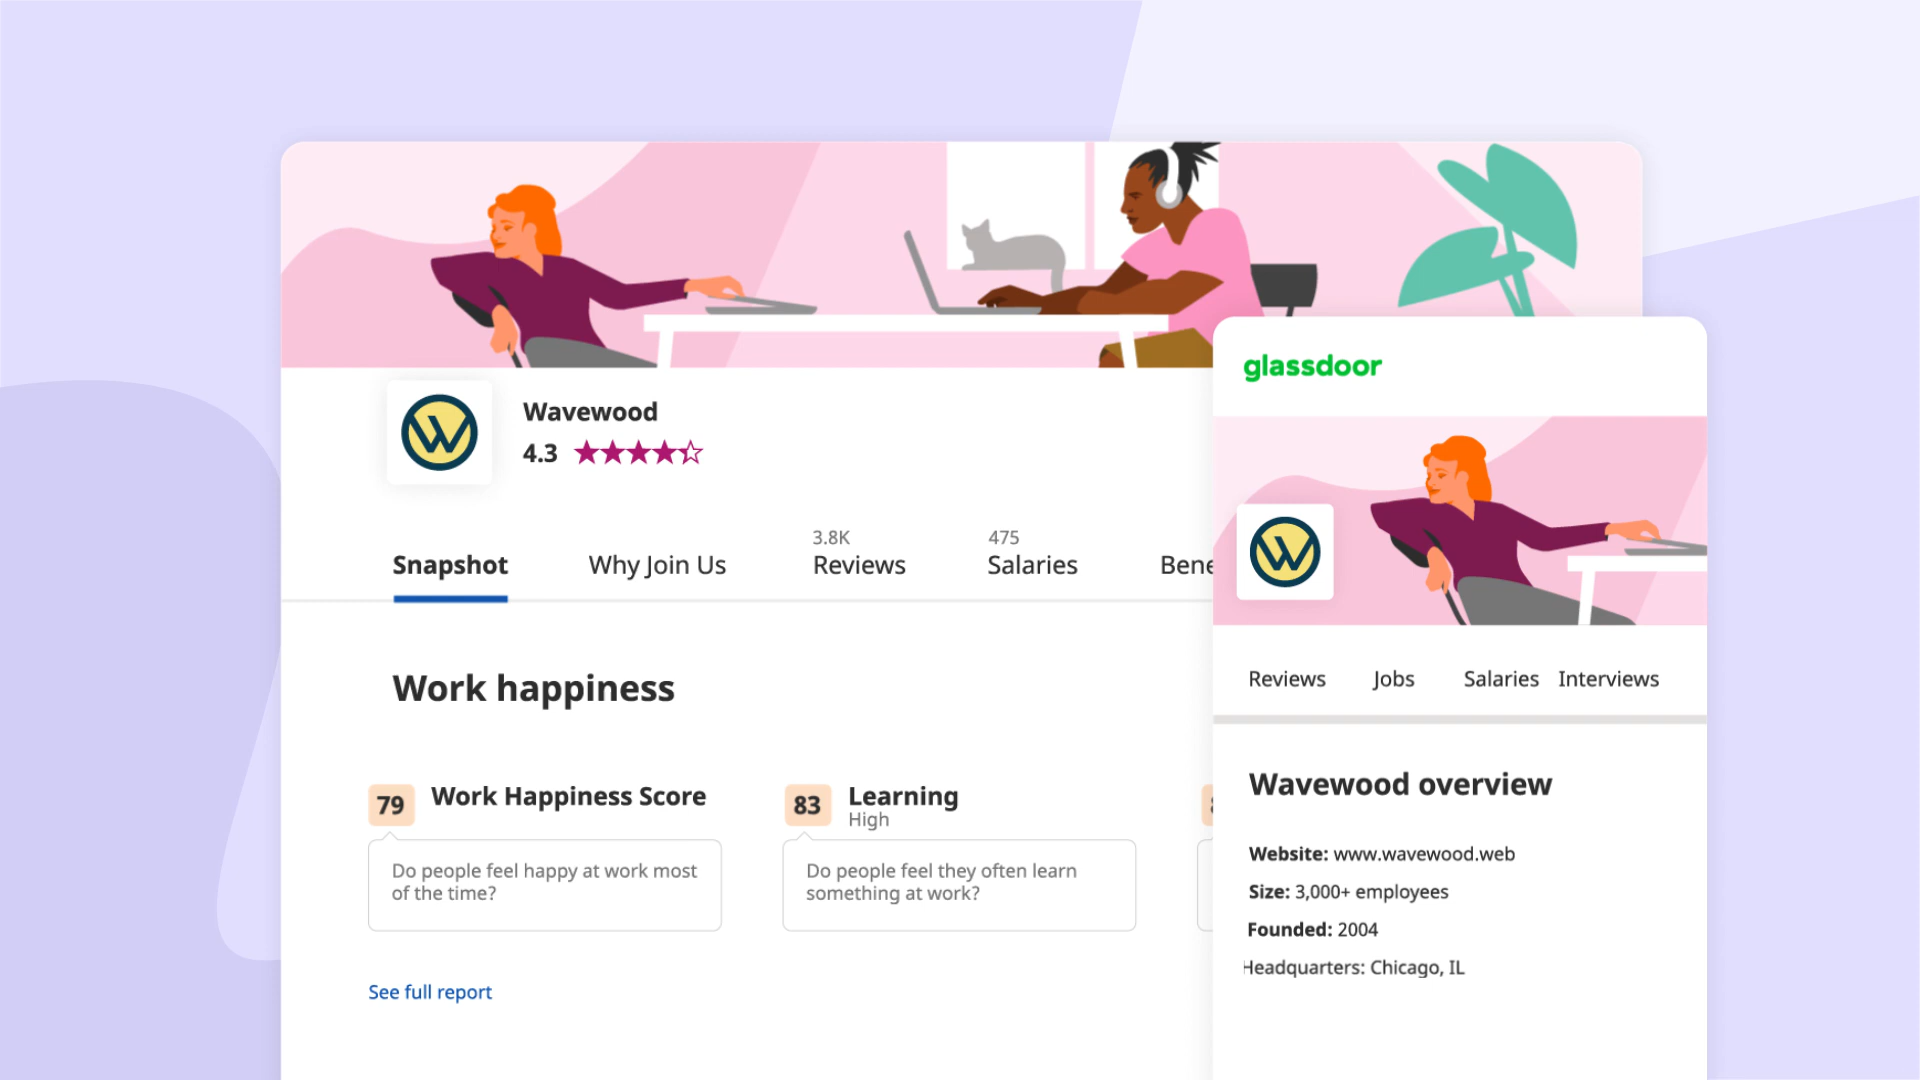 Wavewood
4.3
3.8K
475
Snapshot
Why Join Us
Reviews
Salaries
Bene
Work happiness
79
Work Happiness Score
Do people feel happy at work most
of the time?
83
Learning
High
Do people feel they often learn
something at work?
See full report
glassdoor
W
Reviews
Jobs
Salaries
Interviews
Wavewood overview
Website: www.wavewood.web
Size: 3,000+ employees
Founded: 2004
Headquarters: Chicago, IL